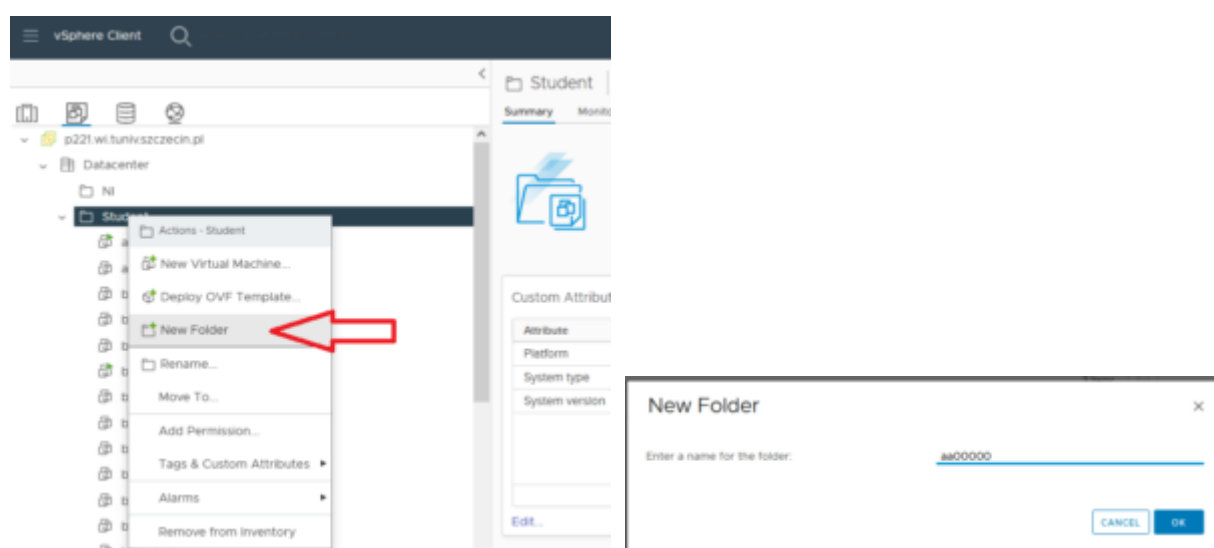 vSphere Client
Student
Summary
p221.wi.tuniv.szczecin.pl
Datacenter
NI
Actions - Student
New Virtual Machine...
Deploy OVF Template...
New Folder
Rename...
Move To...
Add Permission...
Tags & Custom Attributes
Alarms
Remove from Inventory
Custom Attribut
Attribute
Platform
System type
System version
Edit...
New Folder
Enter a name for the folder:
aa00000
CANCEL
OK